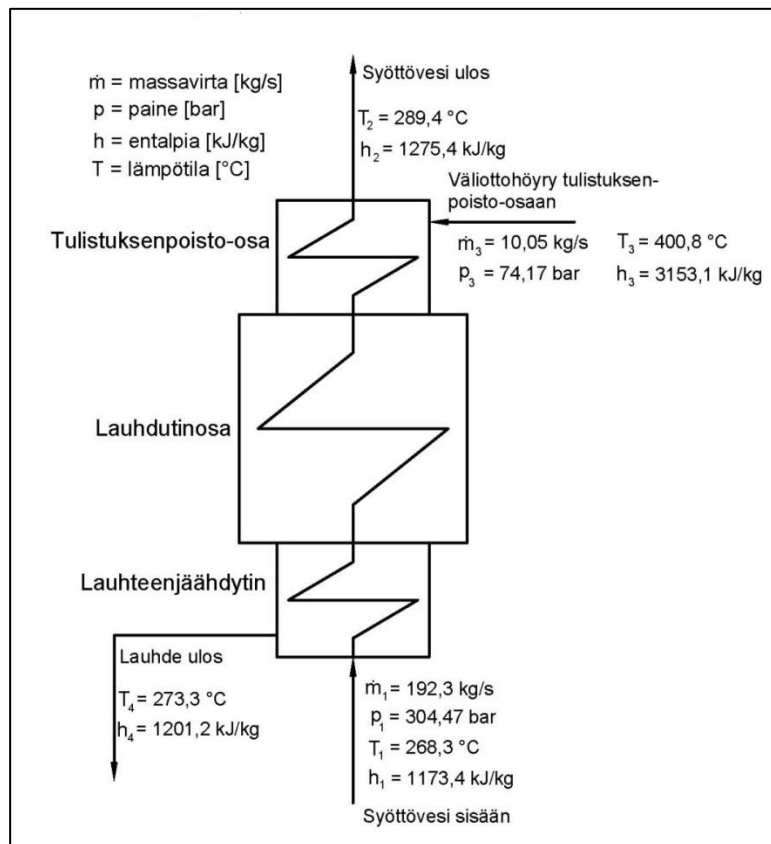 ṁ = massavirta [kg/s]
p = paine [bar]
h = entalpia [kJ/kg]
T = lämpötila [°C]
Syöttövesi ulos
T₂ = 289,4 °C
h₂ = 1275,4 kJ/kg
Väliottohöyry tulistuksen-
poisto-osaan
ṁ₃ = 10,05 kg/s
p₃ = 74,17 bar
T₃ = 400,8 °C
h₃ = 3153,1 kJ/kg
Tulistuksenpoisto-osa
Lauhdutinosa
Lauhteenjäähdytin
Lauhde ulos
T₄ = 273,3 °C
h₄ = 1201,2 kJ/kg
ṁ₁ = 192,3 kg/s
p₁ = 304,47 bar
T₁ = 268,3 °C
h₁ = 1173,4 kJ/kg
Syöttövesi sisään